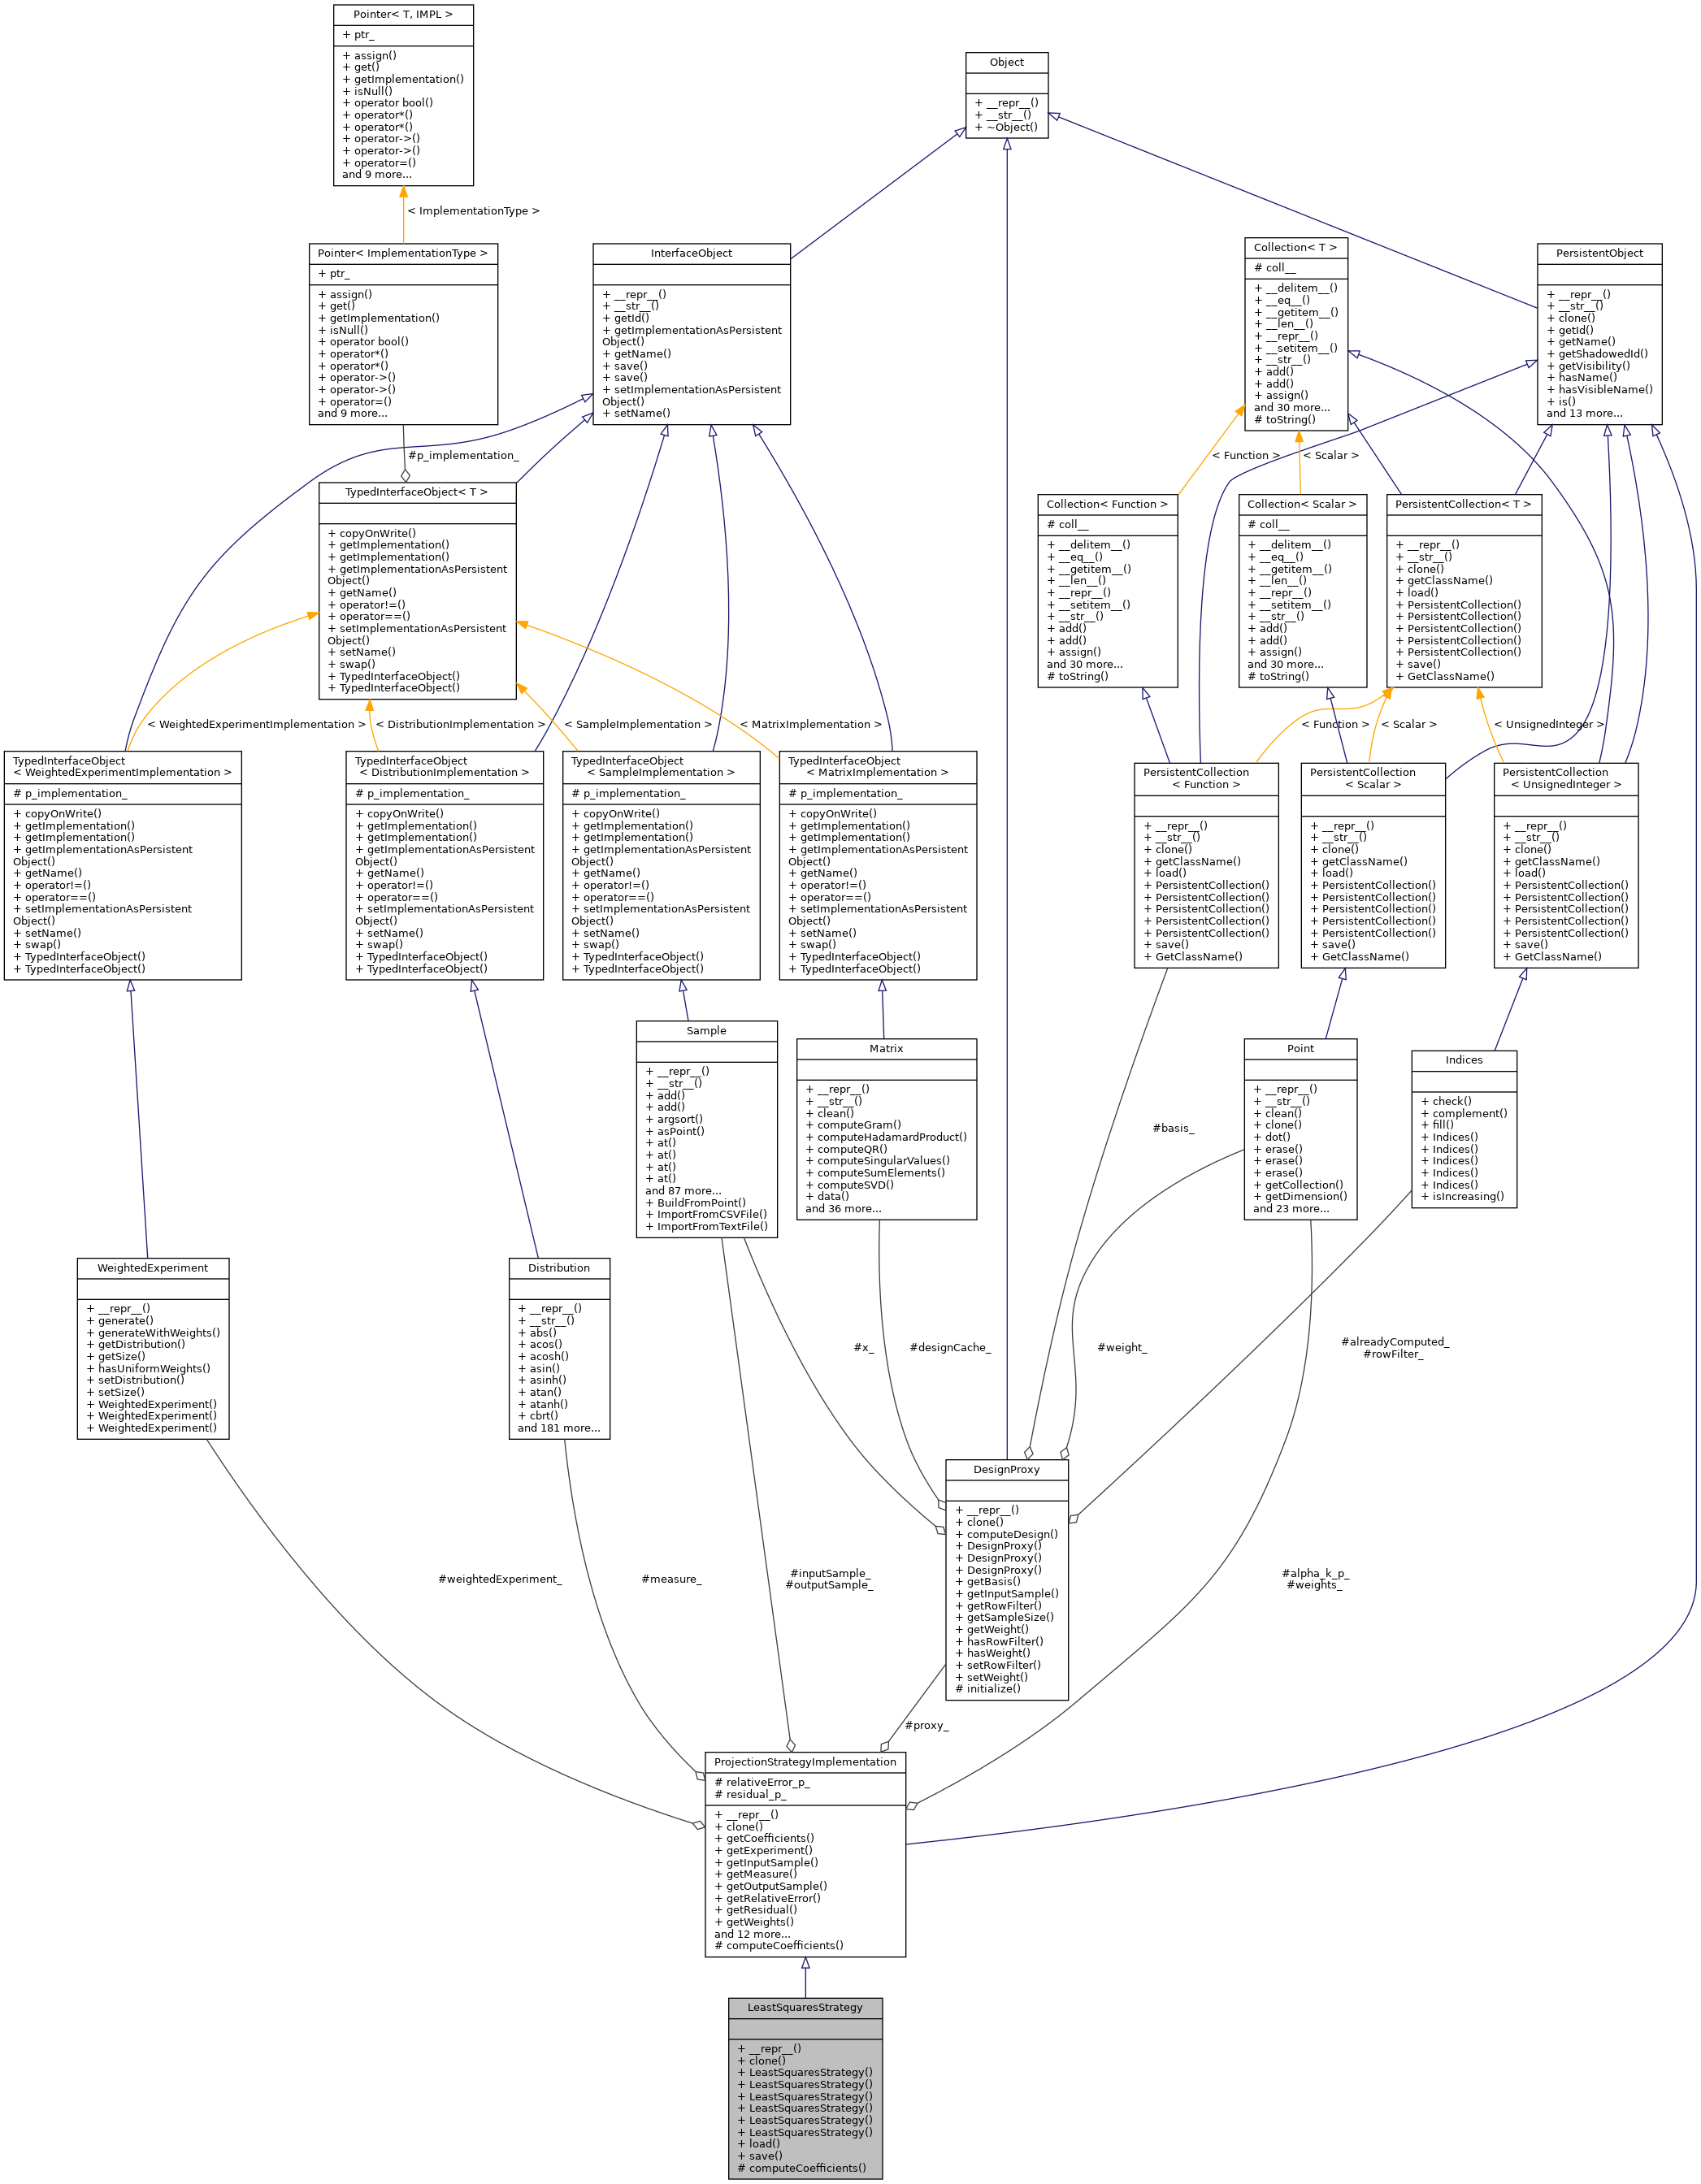 Pointer< T, IMPL >
+ ptr_
+ assign()
+ get()
+ getImplementation()
+ isNull()
+ operator bool()
+ operator*()
+ operator*()
+ operator->()
+ operator->()
+ operator=()
and 9 more...
Object
+ __repr__()
+ __str__()
+ ~Object()
< ImplementationType >
Pointer< ImplementationType >
+ ptr_
+ assign()
+ get()
+ getImplementation()
+ isNull()
+ operator bool()
+ operator*()
+ operator*()
+ operator->()
+ operator->()
+ operator=()
and 9 more...
InterfaceObject
+ __repr__()
+ __str__()
+ getId()
+ getImplementationAsPersistent
Object()
+ getName()
+ save()
+ save()
+ setImplementationAsPersistent
Object()
+ setName()
Collection< T >
# coll__
+ __delitem__()
+ __eq__()
+ __getitem__()
+ __len__()
+ __repr__()
+ __setitem__()
+ __str__()
+ add()
+ add()
+ assign()
and 30 more...
# toString()
PersistentObject
+ __repr__()
+ __str__()
+ clone()
+ getId()
+ getName()
+ getShadowedId()
+ getVisibility()
+ hasName()
+ hasVisibleName()
+ is()
and 13 more...
#p_implementation_
< Function >
< Scalar >
TypedInterfaceObject< T >
+ copyOnWrite()
+ getImplementation()
+ getImplementation()
+ getImplementationAsPersistent
Object()
+ getName()
+ operator!=()
+ operator==()
+ setImplementationAsPersistent
Object()
+ setName()
+ swap()
+ TypedInterfaceObject()
+ TypedInterfaceObject()
Collection< Function >
# coll__
+ __delitem__()
+ __eq__()
+ __getitem__()
+ __len__()
+ __repr__()
+ __setitem__()
+ __str__()
+ add()
+ add()
+ assign()
and 30 more...
# toString()
Collection< Scalar >
# coll__
+ __delitem__()
+ __eq__()
+ __getitem__()
+ __len__()
+ __repr__()
+ __setitem__()
+ __str__()
+ add()
+ add()
+ assign()
and 30 more...
# toString()
PersistentCollection< T >
+ __repr__()
+ __str__()
+ clone()
+ getClassName()
+ load()
+ PersistentCollection()
+ PersistentCollection()
+ PersistentCollection()
+ PersistentCollection()
+ PersistentCollection()
+ save()
+ GetClassName()
< WeightedExperimentImplementation >
< DistributionImplementation >
< SampleImplementation >
< MatrixImplementation >
< Function >
< Scalar >
< UnsignedInteger >
TypedInterfaceObject
< WeightedExperimentImplementation >
# p_implementation_
+ copyOnWrite()
+ getImplementation()
+ getImplementation()
+ getImplementationAsPersistent
Object()
+ getName()
+ operator!=()
+ operator==()
+ setImplementationAsPersistent
Object()
+ setName()
+ swap()
+ TypedInterfaceObject()
+ TypedInterfaceObject()
TypedInterfaceObject
< DistributionImplementation >
# p_implementation_
+ copyOnWrite()
+ getImplementation()
+ getImplementation()
+ getImplementationAsPersistent
Object()
+ getName()
+ operator!=()
+ operator==()
+ setImplementationAsPersistent
Object()
+ setName()
+ swap()
+ TypedInterfaceObject()
+ TypedInterfaceObject()
TypedInterfaceObject
< SampleImplementation >
# p_implementation_
+ copyOnWrite()
+ getImplementation()
+ getImplementation()
+ getImplementationAsPersistent
Object()
+ getName()
+ operator!=()
+ operator==()
+ setImplementationAsPersistent
Object()
+ setName()
+ swap()
+ TypedInterfaceObject()
+ TypedInterfaceObject()
TypedInterfaceObject
< MatrixImplementation >
# p_implementation_
+ copyOnWrite()
+ getImplementation()
+ getImplementation()
+ getImplementationAsPersistent
Object()
+ getName()
+ operator!=()
+ operator==()
+ setImplementationAsPersistent
Object()
+ setName()
+ swap()
+ TypedInterfaceObject()
+ TypedInterfaceObject()
PersistentCollection
< Function >
+ __repr__()
+ __str__()
+ clone()
+ getClassName()
+ load()
+ PersistentCollection()
+ PersistentCollection()
+ PersistentCollection()
+ PersistentCollection()
+ PersistentCollection()
+ save()
+ GetClassName()
PersistentCollection
< Scalar >
+ __repr__()
+ __str__()
+ clone()
+ getClassName()
+ load()
+ PersistentCollection()
+ PersistentCollection()
+ PersistentCollection()
+ PersistentCollection()
+ PersistentCollection()
+ save()
+ GetClassName()
PersistentCollection
< UnsignedInteger >
+ __repr__()
+ __str__()
+ clone()
+ getClassName()
+ load()
+ PersistentCollection()
+ PersistentCollection()
+ PersistentCollection()
+ PersistentCollection()
+ PersistentCollection()
+ save()
+ GetClassName()
Sample
+ __repr__()
+ __str__()
+ add()
+ add()
+ argsort()
+ asPoint()
+ at()
+ at()
+ at()
+ at()
and 87 more...
+ BuildFromPoint()
+ ImportFromCSVFile()
+ ImportFromTextFile()
Matrix
+ __repr__()
+ __str__()
+ clean()
+ computeGram()
+ computeHadamardProduct()
+ computeQR()
+ computeSingularValues()
+ computeSumElements()
+ computeSVD()
+ data()
and 36 more...
#basis_
Point
+ __repr__()
+ __str__()
+ clean()
+ clone()
+ dot()
+ erase()
+ erase()
+ erase()
+ getCollection()
+ getDimension()
and 23 more...
Indices
+ check()
+ complement()
+ fill()
+ Indices()
+ Indices()
+ Indices()
+ Indices()
+ Indices()
+ isIncreasing()
WeightedExperiment
+ __repr__()
+ generate()
+ generateWithWeights()
+ getDistribution()
+ getSize()
+ hasUniformWeights()
+ setDistribution()
+ setSize()
+ WeightedExperiment()
+ WeightedExperiment()
+ WeightedExperiment()
Distribution
+ __repr__()
+ __str__()
+ abs()
+ acos()
+ acosh()
+ asin()
+ asinh()
+ atan()
+ atanh()
+ cbrt()
and 181 more...
#x_
#designCache_
#weight_
#alreadyComputed_
#rowFilter_
DesignProxy
+ __repr__()
+ clone()
+ computeDesign()
+ DesignProxy()
+ DesignProxy()
+ DesignProxy()
+ getBasis()
+ getInputSample()
+ getRowFilter()
+ getSampleSize()
+ getWeight()
+ hasRowFilter()
+ hasWeight()
+ setRowFilter()
+ setWeight()
# initialize()
#weightedExperiment_
#measure_
#inputSample_
#outputSample_
#alpha_k_p_
#weights_
#proxy_
ProjectionStrategyImplementation
# relativeError_p_
# residual_p_
+ __repr__()
+ clone()
+ getCoefficients()
+ getExperiment()
+ getInputSample()
+ getMeasure()
+ getOutputSample()
+ getRelativeError()
+ getResidual()
+ getWeights()
and 12 more...
# computeCoefficients()
LeastSquaresStrategy
+ __repr__()
+ clone()
+ LeastSquaresStrategy()
+ LeastSquaresStrategy()
+ LeastSquaresStrategy()
+ LeastSquaresStrategy()
+ LeastSquaresStrategy()
+ LeastSquaresStrategy()
+ load()
+ save()
# computeCoefficients()